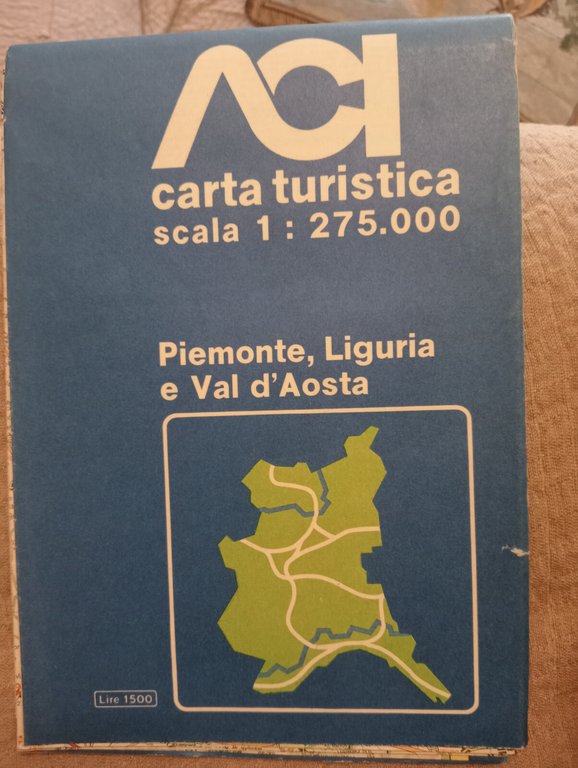 ACI
carta turistica
scala 1 : 275.000
Piemonte, Liguria
e Val d'Aosta
Lire 1500